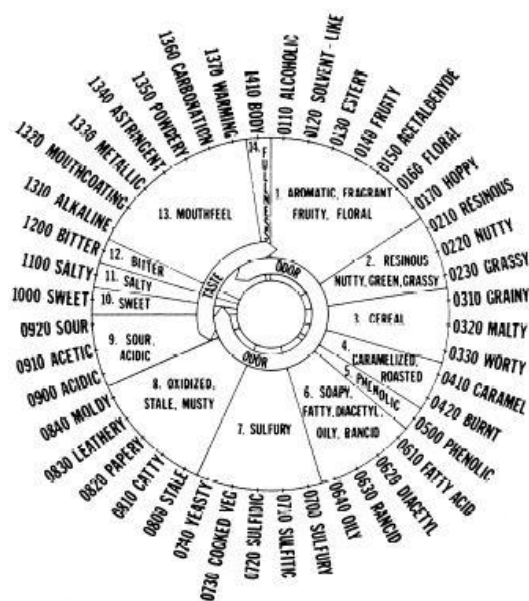 0110 ALCOHOLIC
0120 SOLVENT-LIKE
0130 ESTERY
0140 FRUITY
0150 ACETALDEHYDE
0160 FLORAL
0170 HOPPY
0210 RESINOUS
0220 NUTTY
0230 GRASSY
0310 GRAINY
0320 MALTY
0330 WORTY
0410 CARAMEL
0420 BURNT
0500 PHENOLIC
0610 FATTY ACID
0620 DIACETYL
0630 RANCID
0640 OILY
0700 SULFURY
0710 SULFITIC
0720 SULFIDIC
0730 COOKED VEG
0740 YEASTY
0800 STALE
0810 CATTY
0820 PAPERY
0830 LEATHERY
0840 MOLDY
0900 ACIDIC
0910 ACETIC
0920 SOUR
1000 SWEET
1100 SALTY
1200 BITTER
1310 ALKALINE
1320 MOUTHCOATING
1330 METALLIC
1340 ASTRINGENT
1350 POWDERY
1360 CARBONATION
1370 WARMING
1410 BODY
14. FULLNESS
1. AROMATIC, FRAGRANT
FRUITY, FLORAL
2. RESINOUS
NUTTY, GREEN, GRASSY
3. CEREAL
4.
CARAMELIZED,
ROASTED
5. PHENOLIC
6. SOAPY,
FATTY, DIACETYL,
OILY, RANCID
7. SULFURY
8. OXIDIZED,
STALE, MUSTY
9. SOUR,
ACIDIC
10. SWEET
11. SALTY
12. BITTER
13. MOUTHFEEL
TASTE
ODOR
ODOR